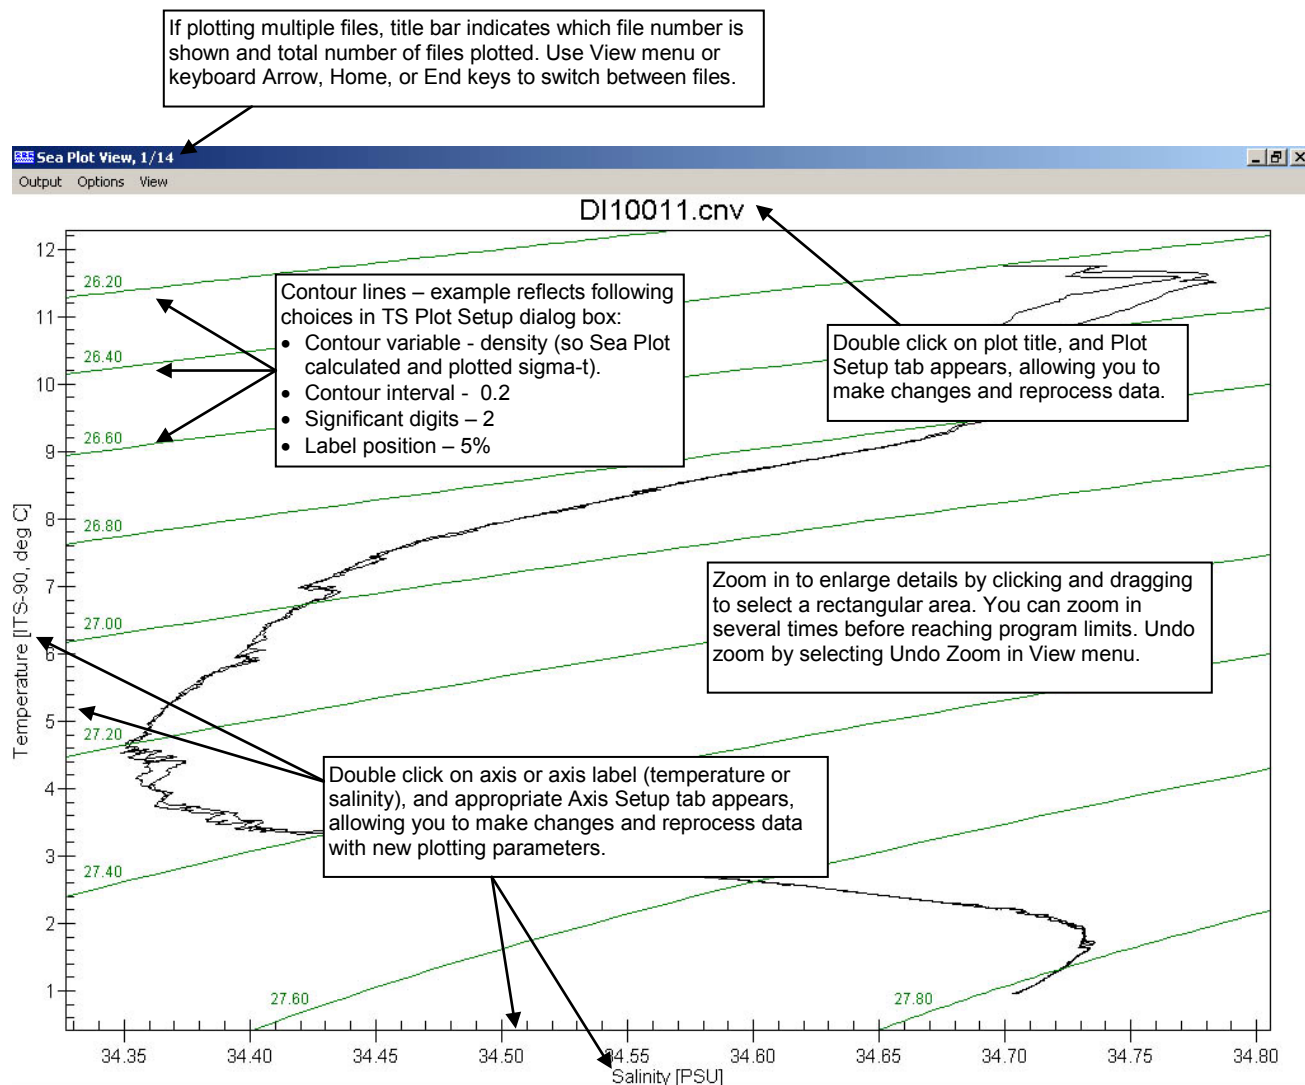 If plotting multiple files, title bar indicates which file number is
shown and total number of files plotted. Use View menu or
keyboard Arrow, Home, or End keys to switch between files.
Sea Plot View, 1/14
Output Options View
DI10011.cnv
12
11
10
9
8
7
6
5
4
3
2
1
Temperature [ITS-90, deg C]
26.20
26.40
26.60
26.80
27.00
27.20
27.40
27.60
27.80
Contour lines – example reflects following
choices in TS Plot Setup dialog box:
• Contour variable - density (so Sea Plot
calculated and plotted sigma-t).
• Contour interval - 0.2
• Significant digits – 2
• Label position – 5%
Double click on plot title, and Plot
Setup tab appears, allowing you to
make changes and reprocess data.
Zoom in to enlarge details by clicking and dragging
to select a rectangular area. You can zoom in
several times before reaching program limits. Undo
zoom by selecting Undo Zoom in View menu.
Double click on axis or axis label (temperature or
salinity), and appropriate Axis Setup tab appears,
allowing you to make changes and reprocess data
with new plotting parameters.
34.35 34.40 34.45 34.50 34.55 34.60 34.65 34.70 34.75 34.80
Salinity [PSU]